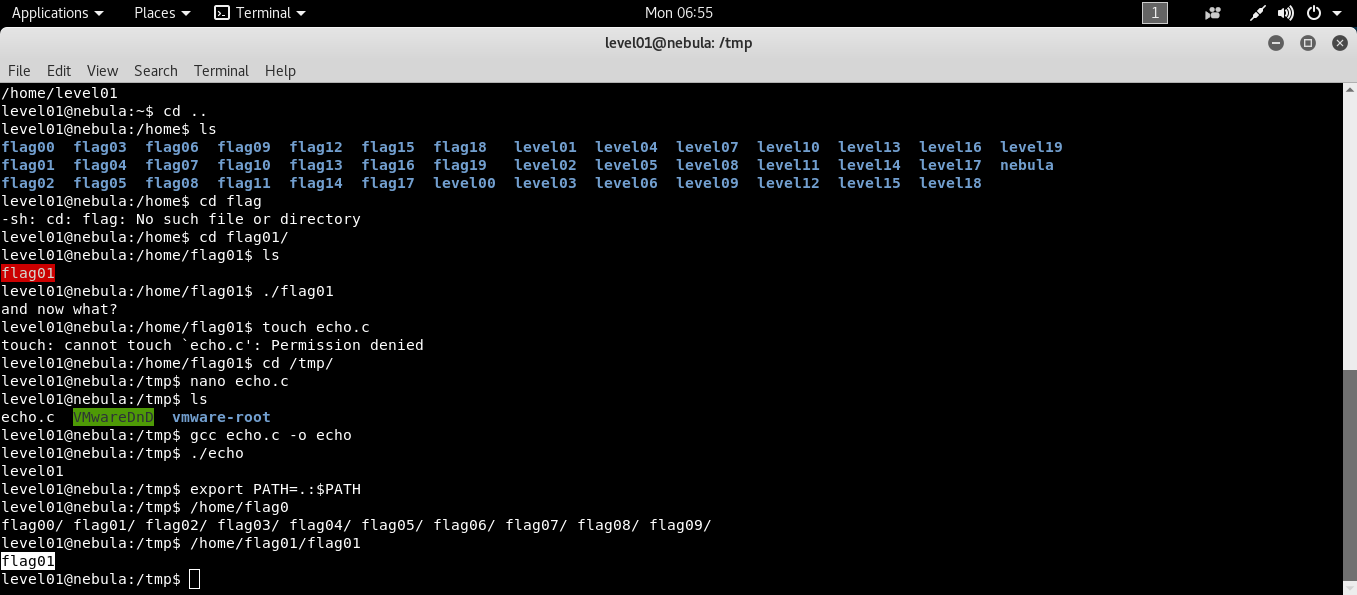 Applications Places Terminal Mon 06:55 1
level01@nebula: /tmp
File Edit View Search Terminal Help
/home/level01
level01@nebula:~$ cd ..
level01@nebula:/home$ ls
flag00 flag03 flag06 flag09 flag12 flag15 flag18 level01 level04 level07 level10 level13 level16 level19
flag01 flag04 flag07 flag10 flag13 flag16 flag19 level02 level05 level08 level11 level14 level17 nebula
flag02 flag05 flag08 flag11 flag14 flag17 level00 level03 level06 level09 level12 level15 level18
level01@nebula:/home$ cd flag
-sh: cd: flag: No such file or directory
level01@nebula:/home$ cd flag01/
level01@nebula:/home/flag01$ ls
flag01
level01@nebula:/home/flag01$ ./flag01
and now what?
level01@nebula:/home/flag01$ touch echo.c
touch: cannot touch `echo.c': Permission denied
level01@nebula:/home/flag01$ cd /tmp/
level01@nebula:/tmp$ nano echo.c
level01@nebula:/tmp$ ls
echo.c VMwareDnD vmware-root
level01@nebula:/tmp$ gcc echo.c -o echo
level01@nebula:/tmp$ ./echo
level01
level01@nebula:/tmp$ export PATH=.:$PATH
level01@nebula:/tmp$ /home/flag0
flag00/ flag01/ flag02/ flag03/ flag04/ flag05/ flag06/ flag07/ flag08/ flag09/
level01@nebula:/tmp$ /home/flag01/flag01
flag01
level01@nebula:/tmp$